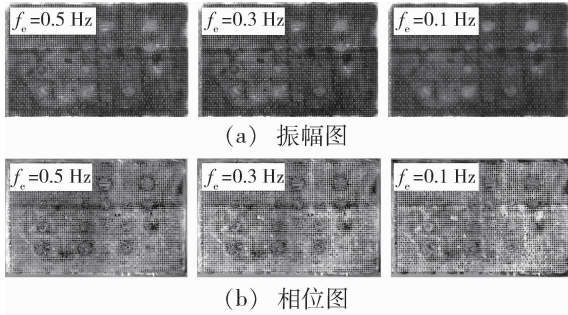 fe=0.5 Hz fe=0.3 Hz fe=0.1 Hz
(a) 振幅图
fe=0.5 Hz fe=0.3 Hz fe=0.1 Hz
(b) 相位图